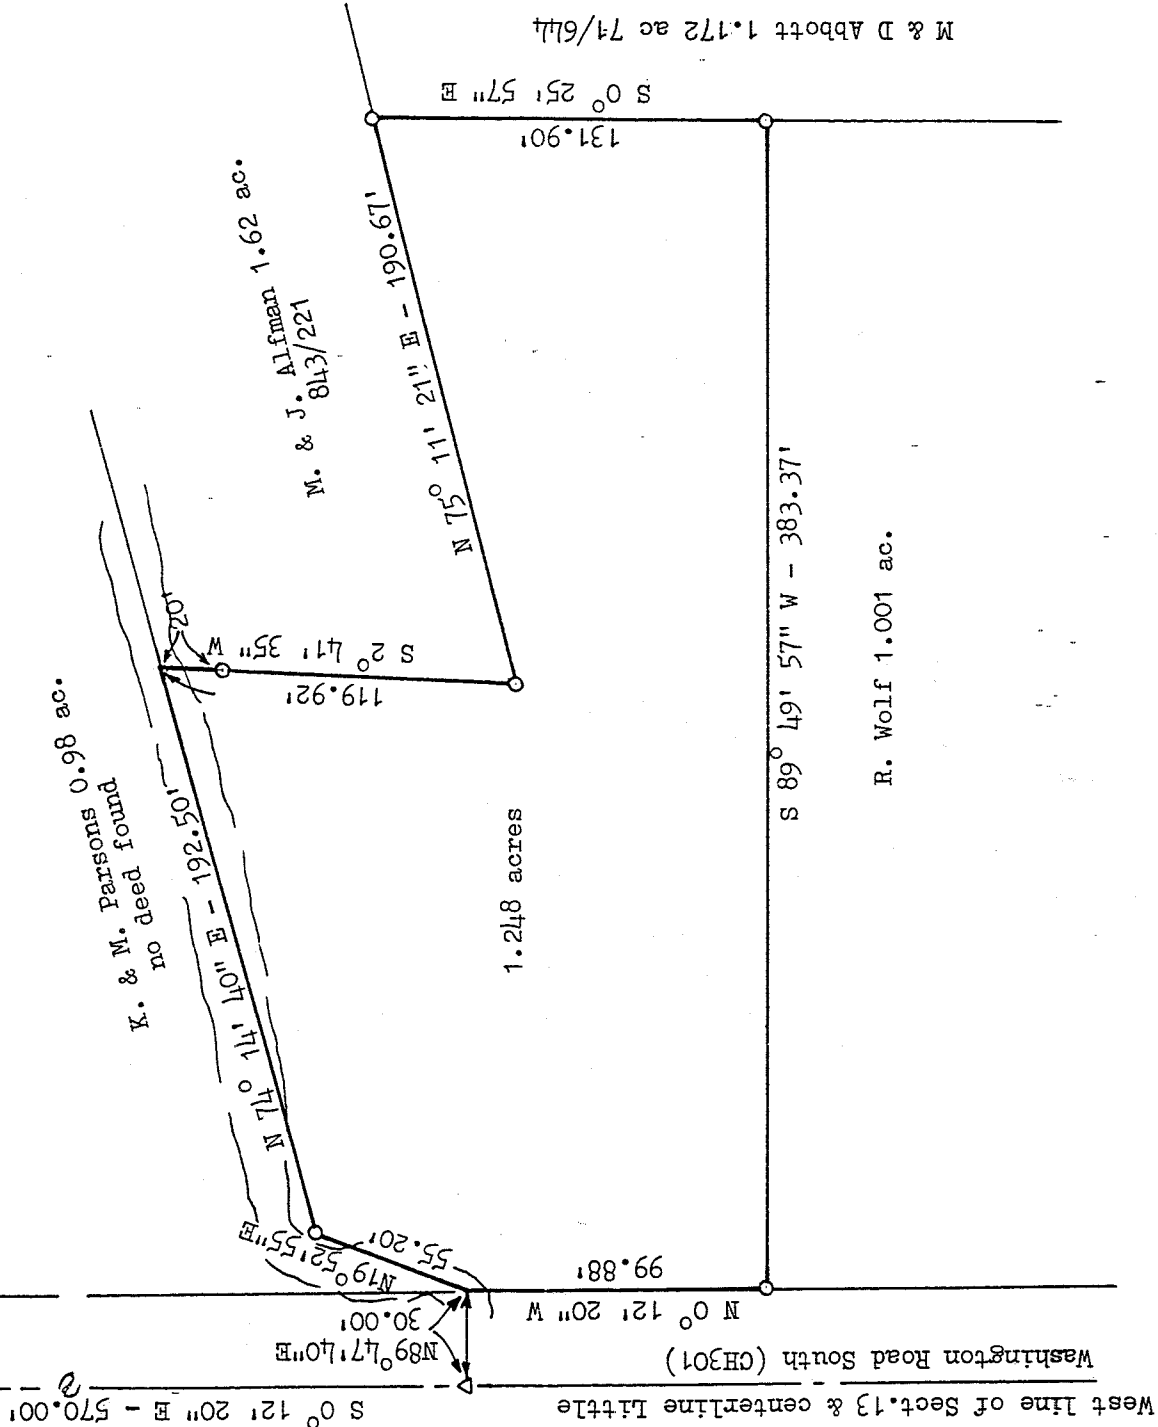 M & D Abbott 1.172 ac 71/644
S 0° 25' 57" E
131.90'
M. & J. Alfman 1.62 ac.
843/221
N 75° 11' 21" E - 190.67'
20'
S 2° 41' 35" W
119.92'
K. & M. Parsons 0.98 ac.
no deed found
N 74° 14' 40" E - 192.50'
1.248 acres
S 89° 49' 57" W - 383.37'
R. Wolf 1.001 ac.
N19° 52' 55"E
55.20'
99.88'
N 0° 12' 20" W
30.00'
N89°47'40"E
Washington Road South (CH301)
West line of Sect.13 & centerline Little
S 0° 12' 20" E - 570.00'